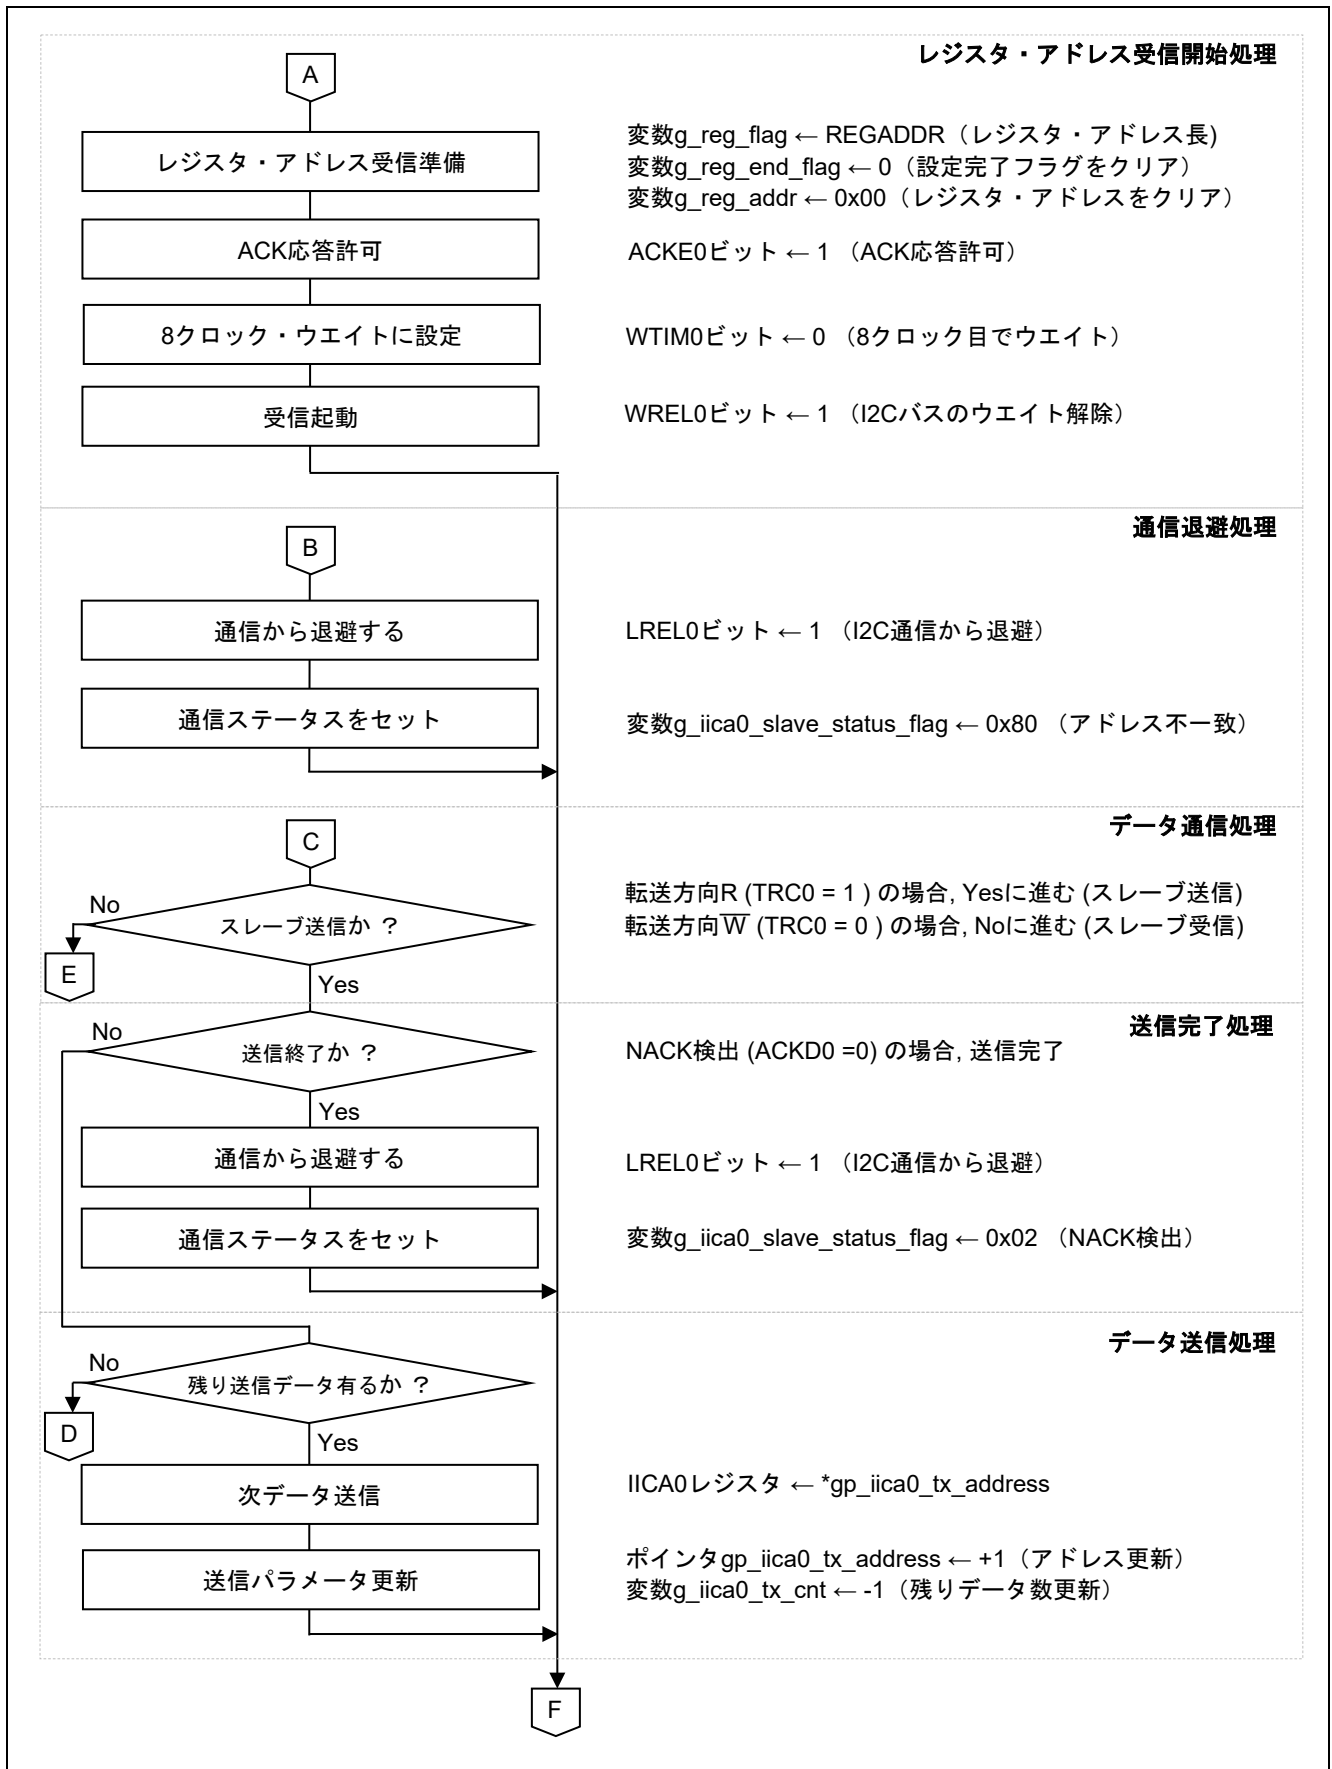 レジスタ・アドレス受信開始処理
A
レジスタ・アドレス受信準備
変数g_reg_flag ← REGADDR（レジスタ・アドレス長)
変数g_reg_end_flag ← 0（設定完了フラグをクリア）
変数g_reg_addr ← 0x00（レジスタ・アドレスをクリア）
ACK応答許可
ACKE0ビット ← 1 （ACK応答許可）
8クロック・ウエイトに設定
WTIM0ビット ← 0 （8クロック目でウエイト）
受信起動
WREL0ビット ← 1 （I2Cバスのウエイト解除）
通信退避処理
B
通信から退避する
LREL0ビット ← 1 （I2C通信から退避）
通信ステータスをセット
変数g_iica0_slave_status_flag ← 0x80 （アドレス不一致）
データ通信処理
C
No
スレーブ送信か ？
転送方向R (TRC0 = 1 ) の場合, Yesに進む (スレーブ送信)
転送方向W̅ (TRC0 = 0 ) の場合, Noに進む (スレーブ受信)
E
Yes
送信完了処理
No
送信終了か ？
NACK検出 (ACKD0 =0) の場合, 送信完了
Yes
通信から退避する
LREL0ビット ← 1 （I2C通信から退避）
通信ステータスをセット
変数g_iica0_slave_status_flag ← 0x02 （NACK検出）
データ送信処理
No
残り送信データ有るか ？
D
Yes
次データ送信
IICA0レジスタ ← *gp_iica0_tx_address
送信パラメータ更新
ポインタgp_iica0_tx_address ← +1（アドレス更新）
変数g_iica0_tx_cnt ← -1（残りデータ数更新）
F